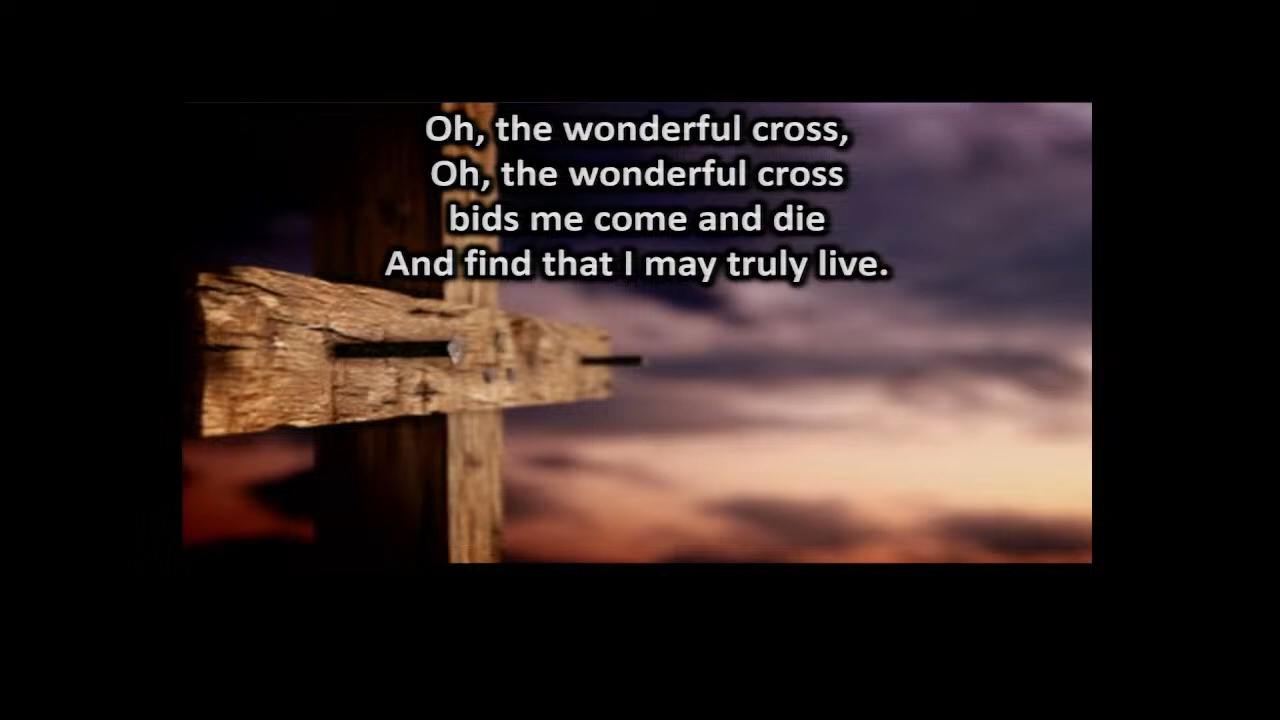 Oh, the wonderful cross,
Oh, the wonderful cross
bids me come and die
And find that I may truly live.